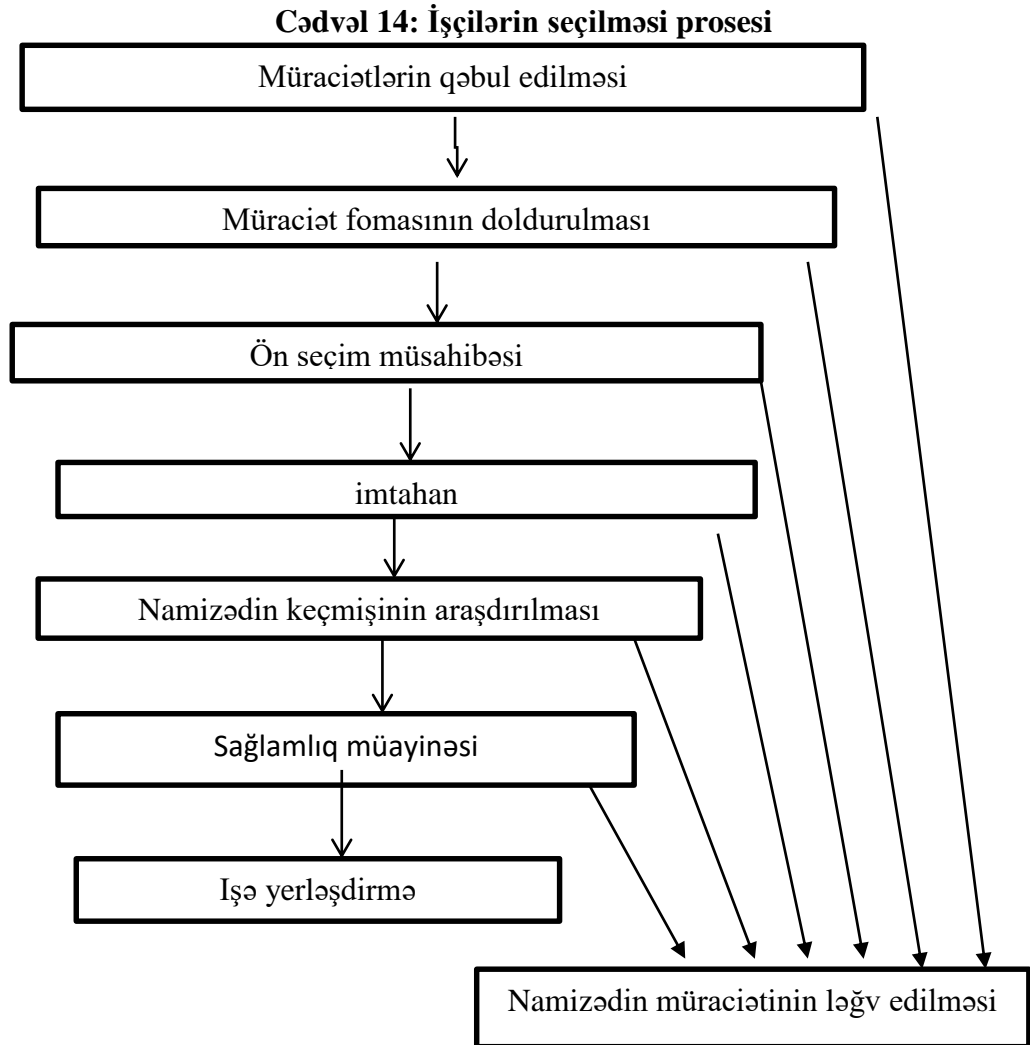 Cədvəl 14: İşçilərin seçilməsi prosesi
Müraciətlərin qəbul edilməsi
Müraciət fomasının doldurulması
Ön seçim müsahibəsi
imtahan
Namizədin keçmişinin araşdırılması
Sağlamlıq müayinəsi
Işə yerləşdirmə
Namizədin müraciətinin ləğv edilməsi